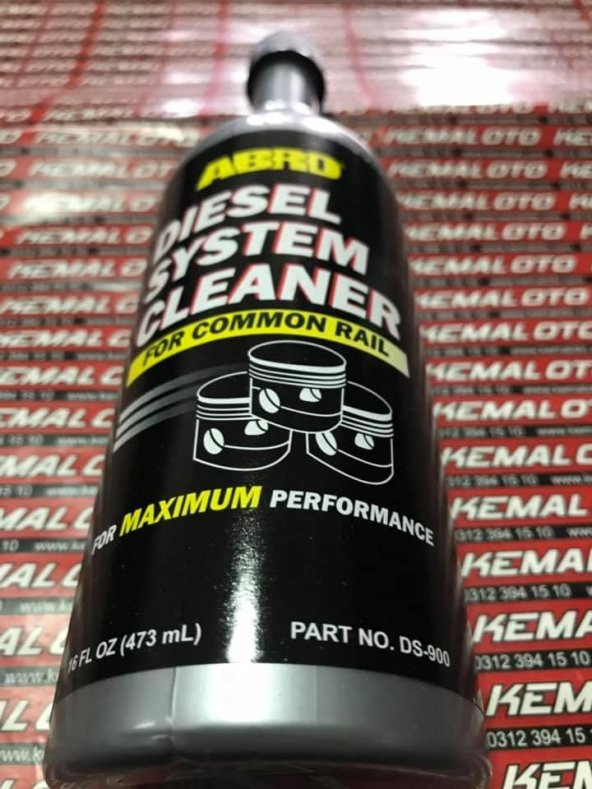 ABRO
DIESEL
SYSTEM
CLEANER
FOR COMMON RAIL
FOR MAXIMUM PERFORMANCE
16 FL OZ (473 mL)
PART NO. DS-900
KEMAL OTO
0312 394 15 10